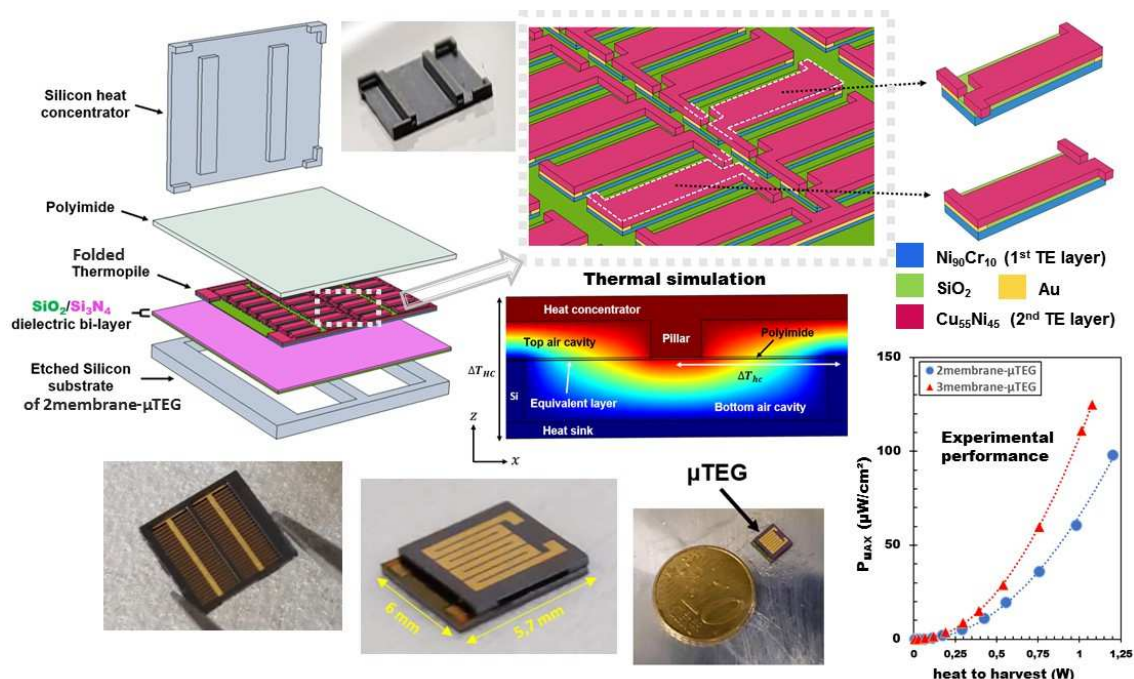 Silicon heat
concentrator
Polyimide
Folded
Thermopile
SiO₂/Si₃N₄
dielectric bi-layer
Etched Silicon
substrate
of 2membrane-μTEG
Ni₉₀Cr₁₀ (1ˢᵗ TE layer)
SiO₂
Au
Cu₅₅Ni₄₅ (2ⁿᵈ TE layer)
Thermal simulation
Heat concentrator
Pillar
Polyimide
Top air cavity
ΔT_HC
ΔT_hc
Si
Equivalent layer
Bottom air cavity
Heat sink
z
x
6 mm
5,7 mm
μTEG
10
150
100
50
0
PMAX (μW/cm²)
2membrane-μTEG
3membrane-μTEG
Experimental
performance
0 0,25 0,5 0,75 1 1,25
heat to harvest (W)